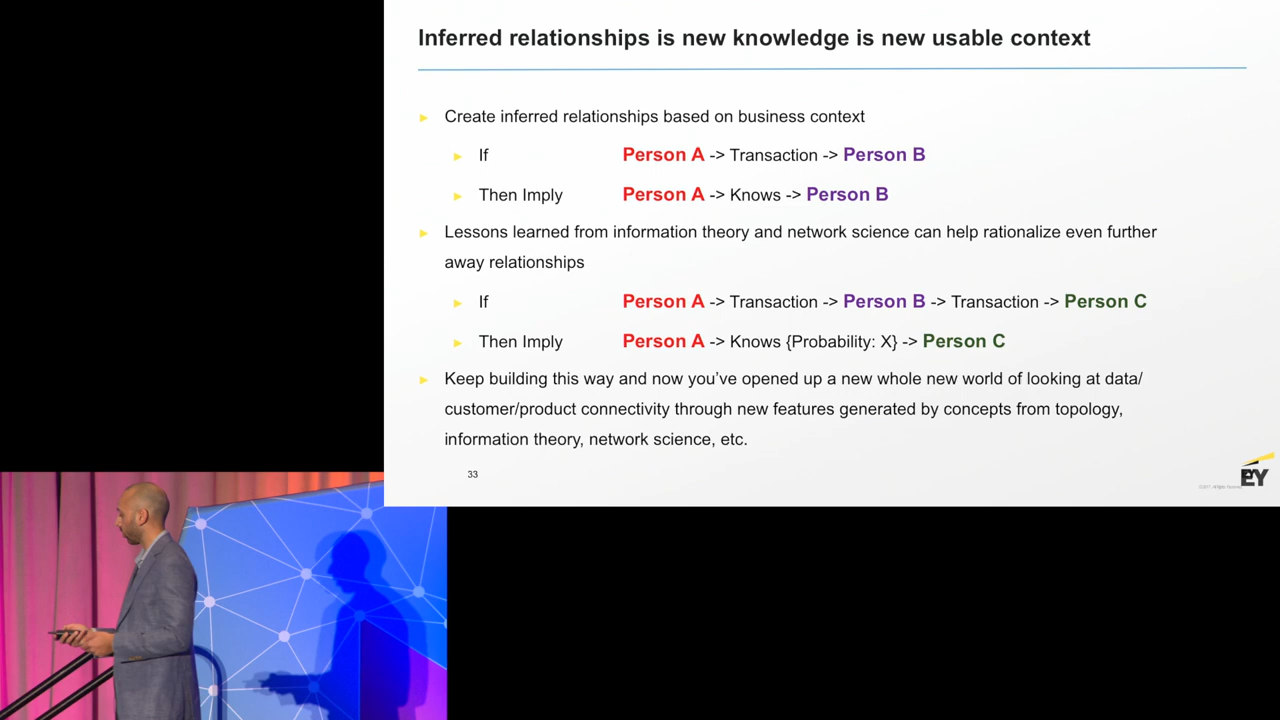 Inferred relationships is new knowledge is new usable context
Create inferred relationships based on business context
If Person A -> Transaction -> Person B
Then Imply Person A -> Knows -> Person B
Lessons learned from information theory and network science can help rationalize even further
away relationships
If Person A -> Transaction -> Person B -> Transaction -> Person C
Then Imply Person A -> Knows {Probability: X} -> Person C
Keep building this way and now you’ve opened up a new whole new world of looking at data/
customer/product connectivity through new features generated by concepts from topology,
information theory, network science, etc.
33
EY